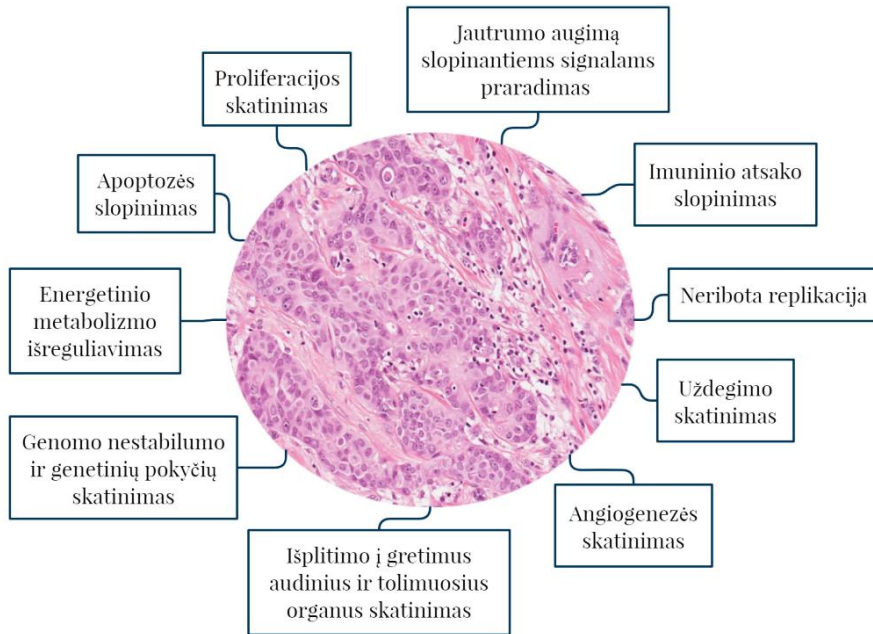 Jautrumo augimą
slopinantiems signalams
praradimas
Proliferacijos
skatinimas
Imuninio atsako
slopinimas
Apoptozės
slopinimas
Neribota replikacija
Energetinio
metabolizmo
išreguliavimas
Uždegimo
skatinimas
Genomo nestabilumo
ir genetinių pokyčių
skatinimas
Angiogenezės
skatinimas
Išplitimo į gretimus
audinius ir tolimuosius
organus skatinimas